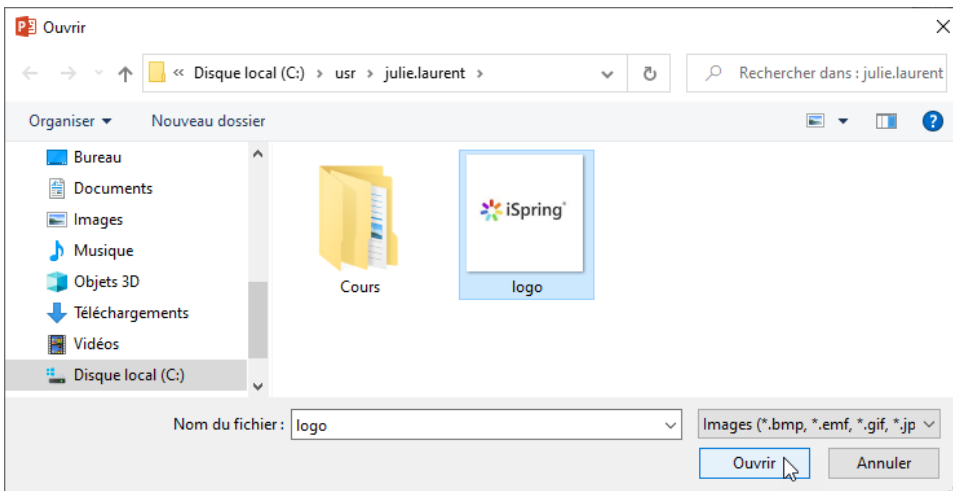 Ouvrir
« Disque local (C:) › usr › julie.laurent ›
Rechercher dans : julie.laurent
Organiser
Nouveau dossier
Bureau
Documents
Images
Musique
Objets 3D
Téléchargements
Vidéos
Disque local (C:)
iSpring®
Cours
logo
Nom du fichier :
logo
Images (*.bmp, *.emf, *.gif, *.jp
Ouvrir
Annuler